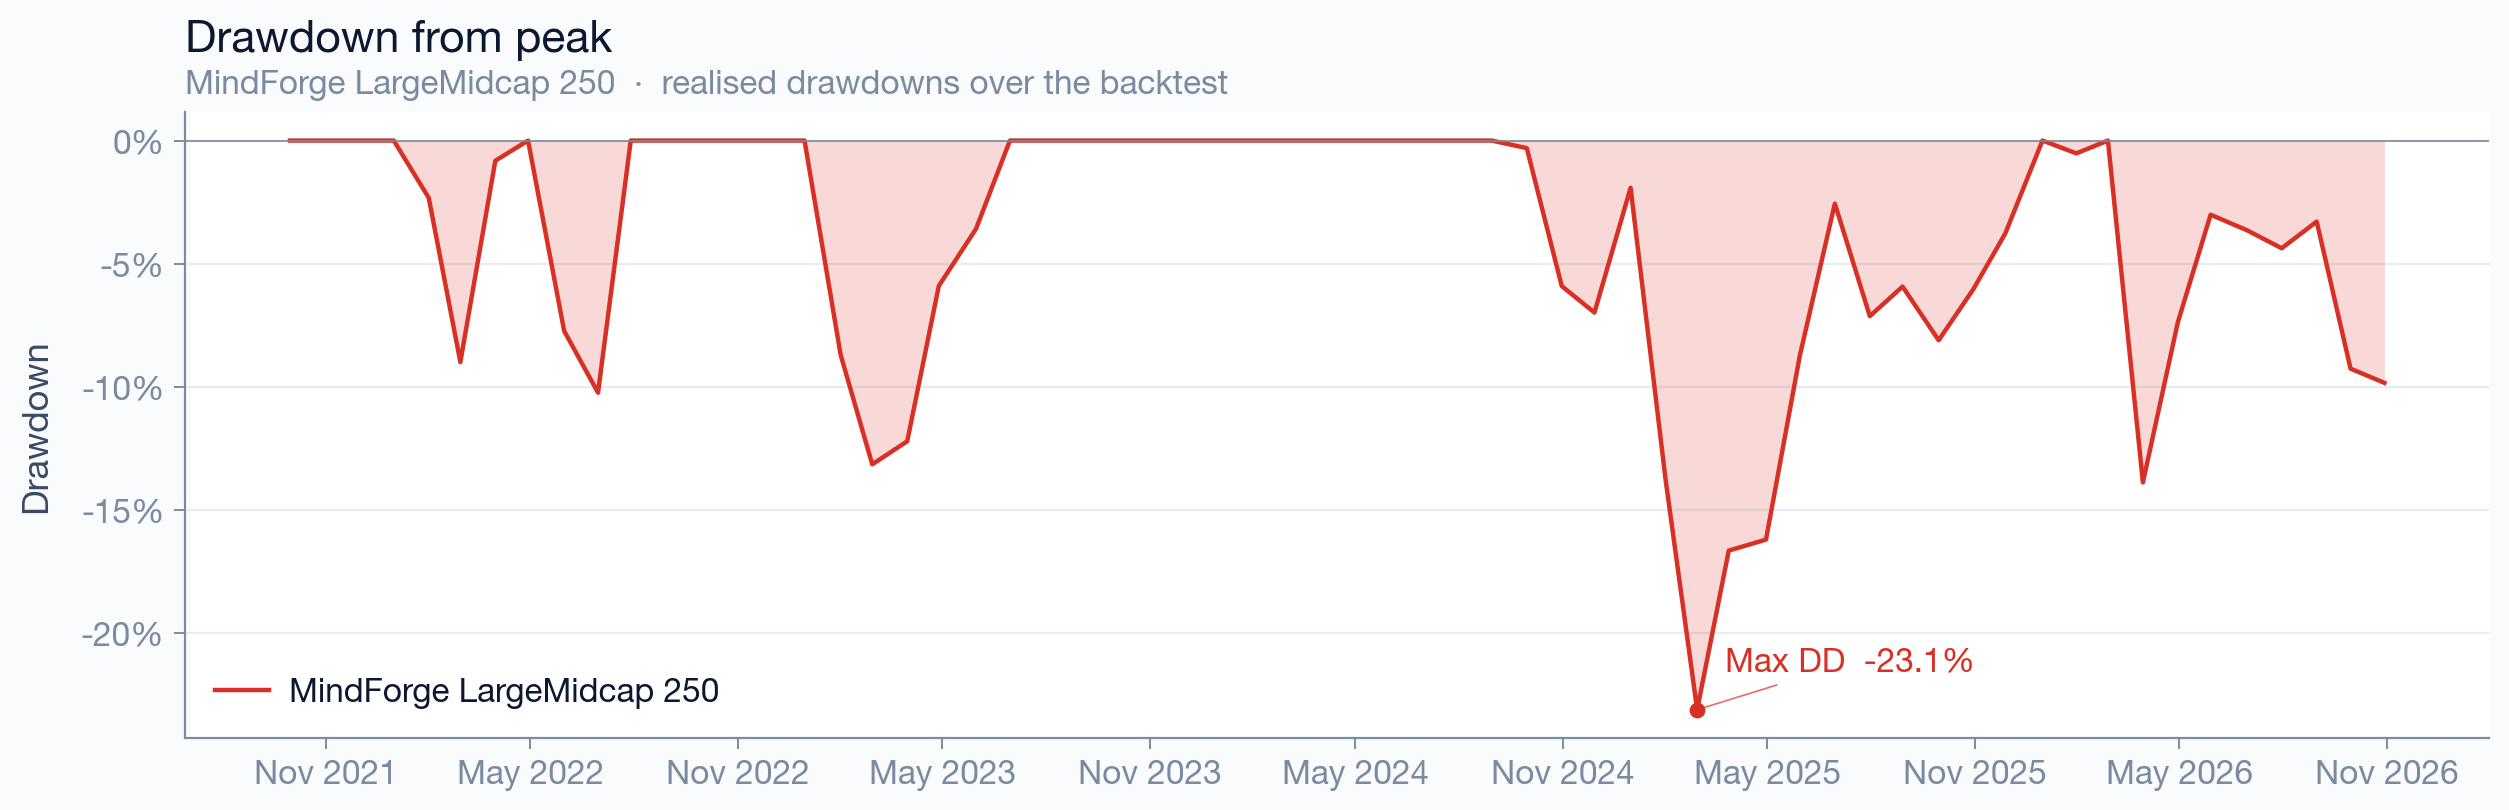 Drawdown from peak
MindForge LargeMidcap 250 · realised drawdowns over the backtest
0%
-5%
-10%
-15%
-20%
Drawdown
Max DD -23.1%
MindForge LargeMidcap 250
Nov 2021 May 2022 Nov 2022 May 2023 Nov 2023 May 2024 Nov 2024 May 2025 Nov 2025 May 2026 Nov 2026